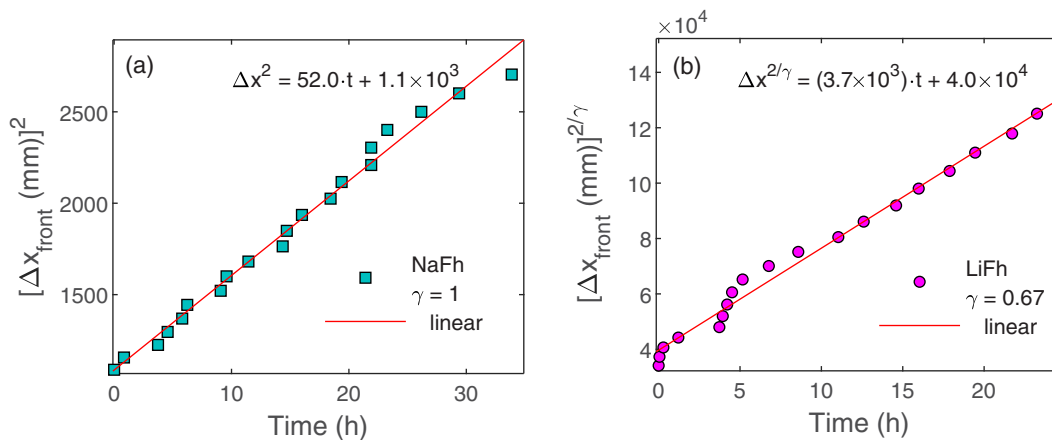 (a)
Δx² = 52.0·t + 1.1×10³
[Δx_front (mm)]²
2500
2000
1500
NaFh
γ = 1
linear
0
10
20
30
Time (h)
×10⁴
(b)
Δx^{2/γ} = (3.7×10³)·t + 4.0×10⁴
[Δx_front (mm)]^{2/γ}
14
12
10
8
6
4
LiFh
γ = 0.67
linear
0
5
10
15
20
Time (h)